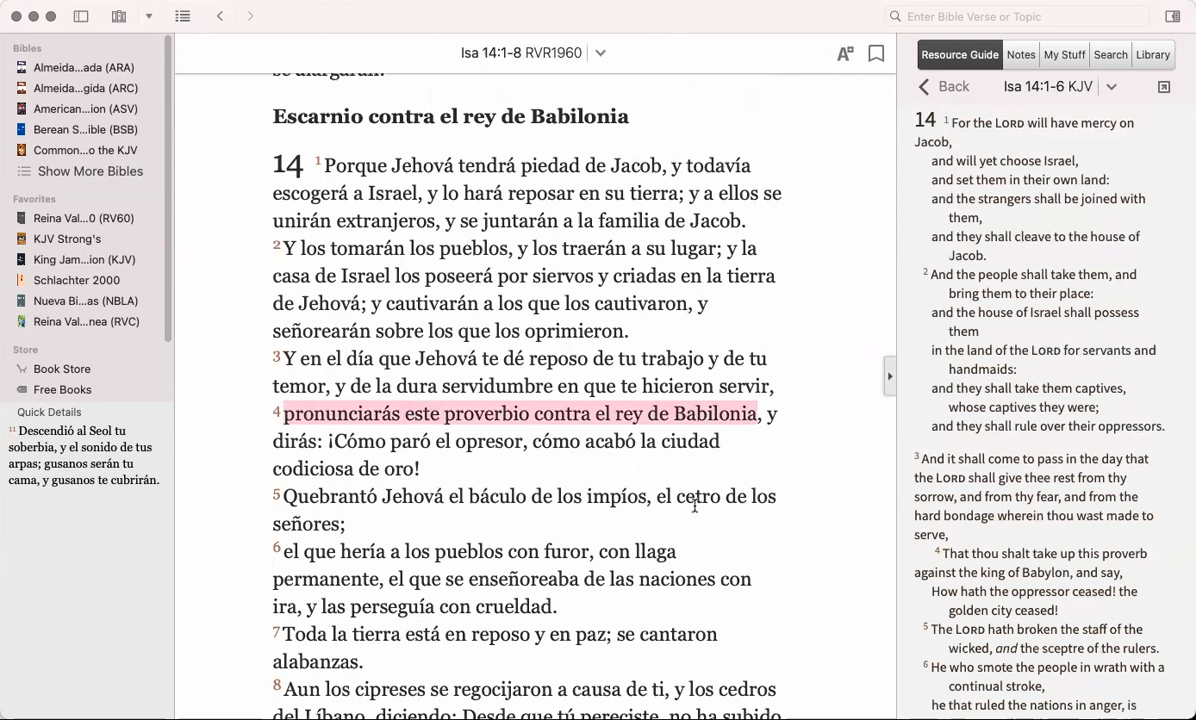 Isa 14:1-8 RVR1960
Enter Bible Verse or Topic
Bibles
Almeida...ada (ARA)
Almeida...gida (ARC)
American...ion (ASV)
Berean S...ible (BSB)
Common...o the KJV
Show More Bibles
Favorites
Reina Val...0 (RV60)
KJV Strong's
King Jam...ion (KJV)
Schlachter 2000
Nueva Bi...as (NBLA)
Reina Val...nea (RVC)
Store
Book Store
Free Books
Quick Details
11 Descendió al Seol tu
soberbia, y el sonido de tus
arpas; gusanos serán tu
cama, y gusanos te cubrirán.
se alargarán.
Escarnio contra el rey de Babilonia
14 1 Porque Jehová tendrá piedad de Jacob, y todavía
escogerá a Israel, y lo hará reposar en su tierra; y a ellos se
unirán extranjeros, y se juntarán a la familia de Jacob.
2 Y los tomarán los pueblos, y los traerán a su lugar; y la
casa de Israel los poseerá por siervos y criadas en la tierra
de Jehová; y cautivarán a los que los cautivaron, y
señorearán sobre los que los oprimieron.
3 Y en el día que Jehová te dé reposo de tu trabajo y de tu
temor, y de la dura servidumbre en que te hicieron servir,
4 pronunciarás este proverbio contra el rey de Babilonia, y
dirás: ¡Cómo paró el opresor, cómo acabó la ciudad
codiciosa de oro!
5 Quebrantó Jehová el báculo de los impíos, el cetro de los
señores;
6 el que hería a los pueblos con furor, con llaga
permanente, el que se enseñoreaba de las naciones con
ira, y las perseguía con crueldad.
7 Toda la tierra está en reposo y en paz; se cantaron
alabanzas.
8 Aun los cipreses se regocijaron a causa de ti, y los cedros
del Líbano, diciendo: Desde que tú pereciste, no ha subido
Resource Guide
Notes
My Stuff
Search
Library
Back
Isa 14:1-6 KJV
14 1 For the LORD will have mercy on
Jacob,
and will yet choose Israel,
and set them in their own land:
and the strangers shall be joined with
them,
and they shall cleave to the house of
Jacob.
2 And the people shall take them, and
bring them to their place:
and the house of Israel shall possess
them
in the land of the LORD for servants and
handmaids:
and they shall take them captives,
whose captives they were;
and they shall rule over their oppressors.
3 And it shall come to pass in the day that
the LORD shall give thee rest from thy
sorrow, and from thy fear, and from the
hard bondage wherein thou wast made to
serve,
4 That thou shalt take up this proverb
against the king of Babylon, and say,
How hath the oppressor ceased! the
golden city ceased!
5 The LORD hath broken the staff of the
wicked, and the sceptre of the rulers.
6 He who smote the people in wrath with a
continual stroke,
he that ruled the nations in anger, is